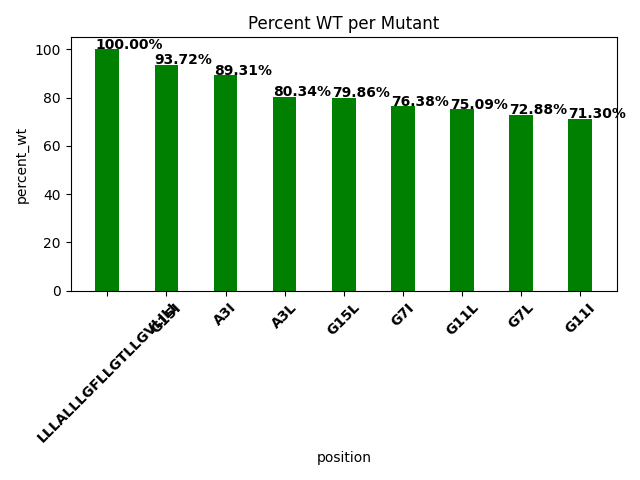 Percent WT per Mutant
percent_wt
100
80
60
40
20
0
100.00%
93.72%
89.31%
80.34%
79.86%
76.38%
75.09%
72.88%
71.30%
G15I
A3I
A3L
G15L
G7I
G11L
G7L
G11I
position